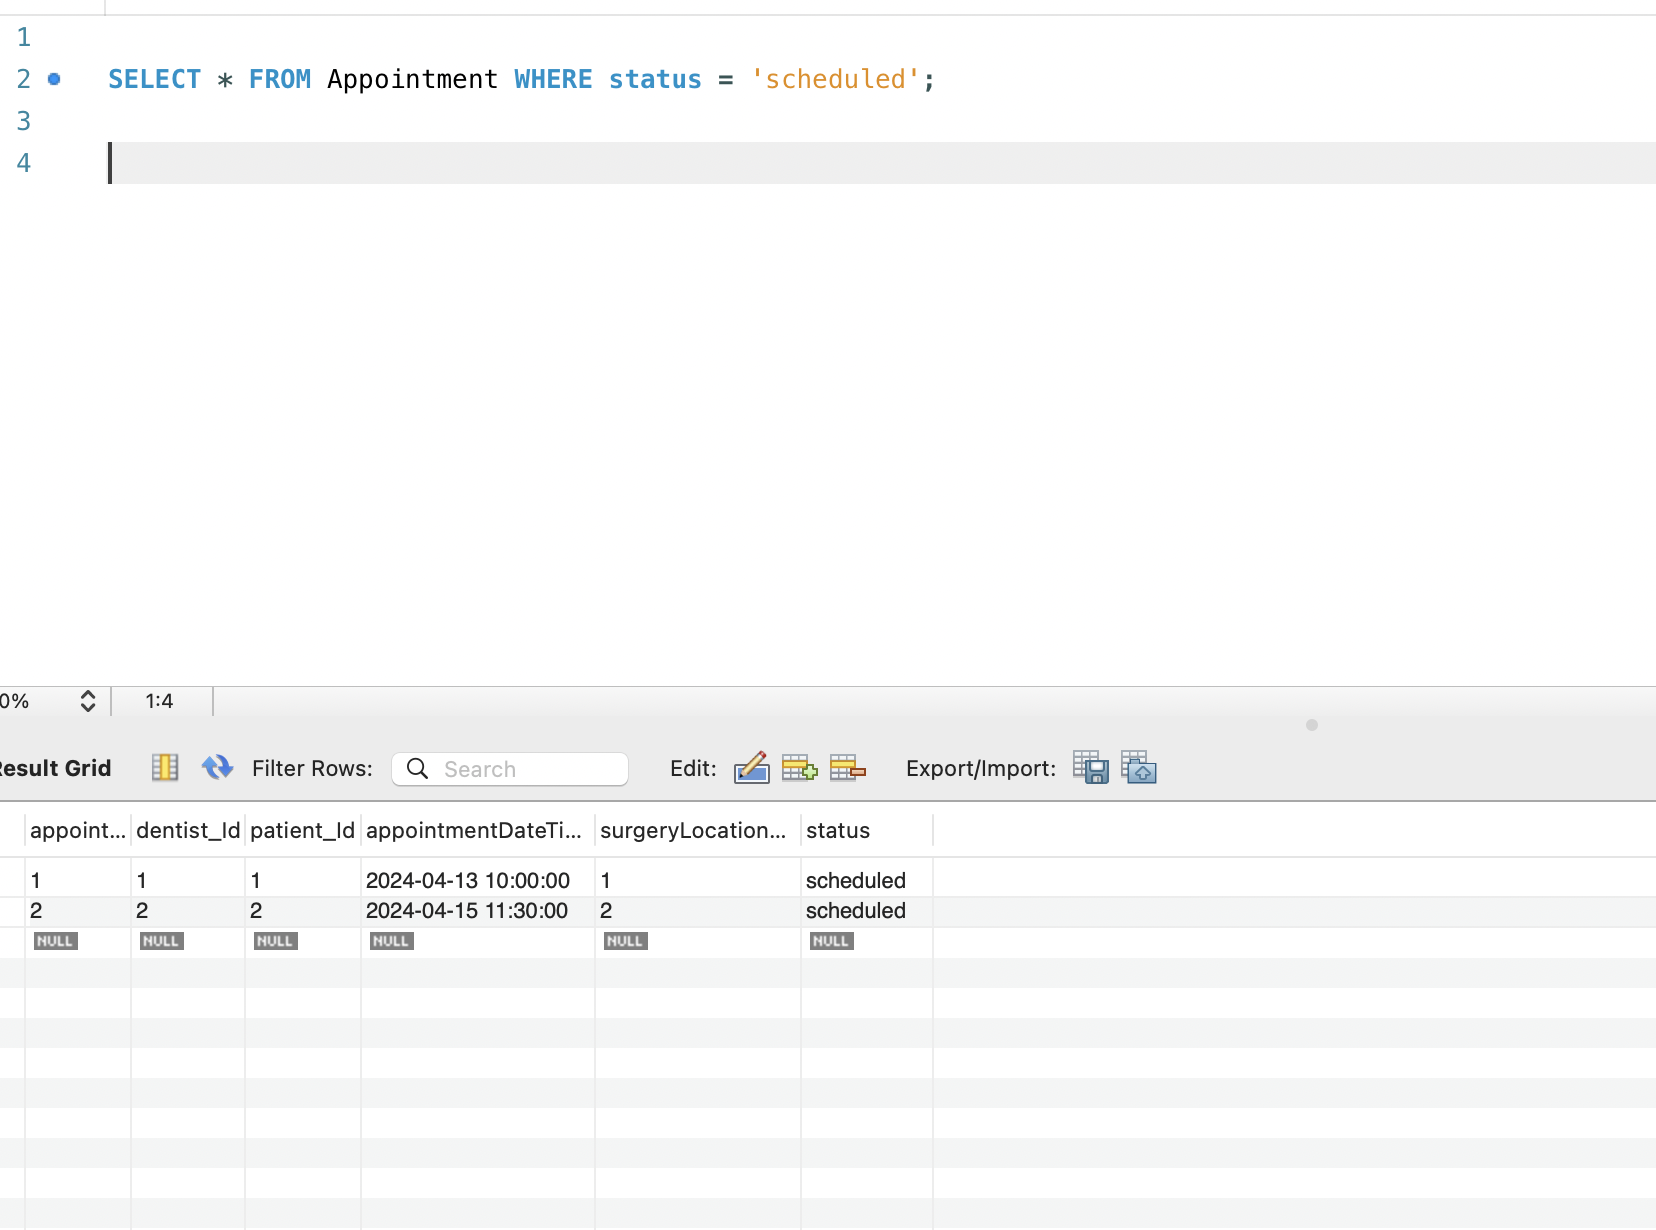 1
2 SELECT * FROM Appointment WHERE status = 'scheduled';
3
4
0% 1:4
esult Grid Filter Rows: Search Edit: Export/Import:
appoint... dentist_Id patient_Id appointmentDateTi... surgeryLocation... status
1 1 1 2024-04-13 10:00:00 1 scheduled
2 2 2 2024-04-15 11:30:00 2 scheduled
NULL NULL NULL NULL NULL NULL